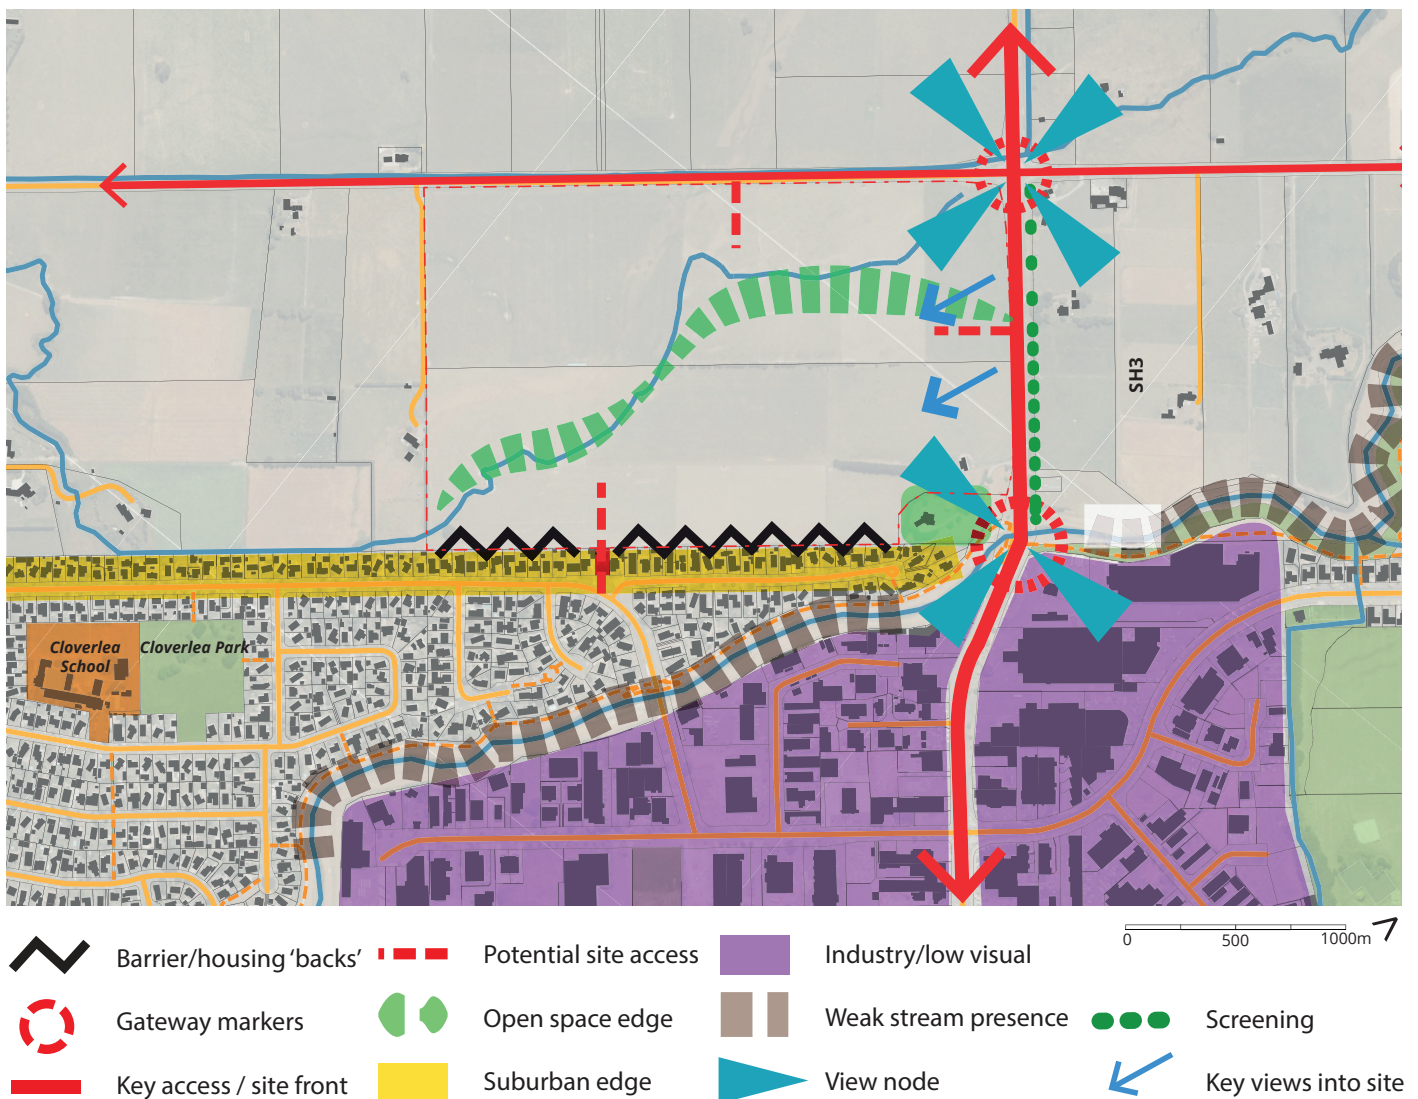 SH3
Cloverlea
School
Cloverlea Park
Barrier/housing ‘backs’
Potential site access
Industry/low visual
0 500 1000m
Gateway markers
Open space edge
Weak stream presence
Screening
Key access / site front
Suburban edge
View node
Key views into site